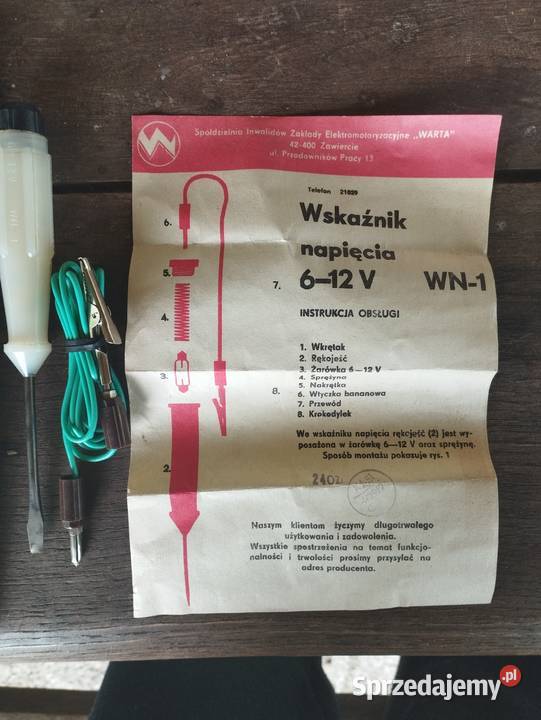 Spółdzielnia Inwalidów Zakłady Elektromotoryzacyjne „WARTA”
42-400 Zawiercie
ul. Przodowników Pracy 13
Telefon 21039
Wskaźnik
napięcia
6–12 V WN-1
INSTRUKCJA OBSŁUGI
6.
5.
4.
3.
2.
7.
8.
1. Wkrętak
2. Rękojeść
3. Żarówka 6–12 V
4. Sprężyna
5. Nakrętka
6. Wtyczka bananowa
7. Przewód
8. Krokodylek
We wskaźniku napięcia rękojeść (2) jest wy-
posażona w żarówkę 6–12 V oraz sprężynę.
Sposób montażu pokazuje rys. 1
Naszym klientom życzymy długotrwałego
użytkowania i zadowolenia.
Wszystkie spostrzeżenia na temat funkcjo-
nalności i trwałości prosimy przysyłać na
adres producenta.
Sprzedajemy.pl